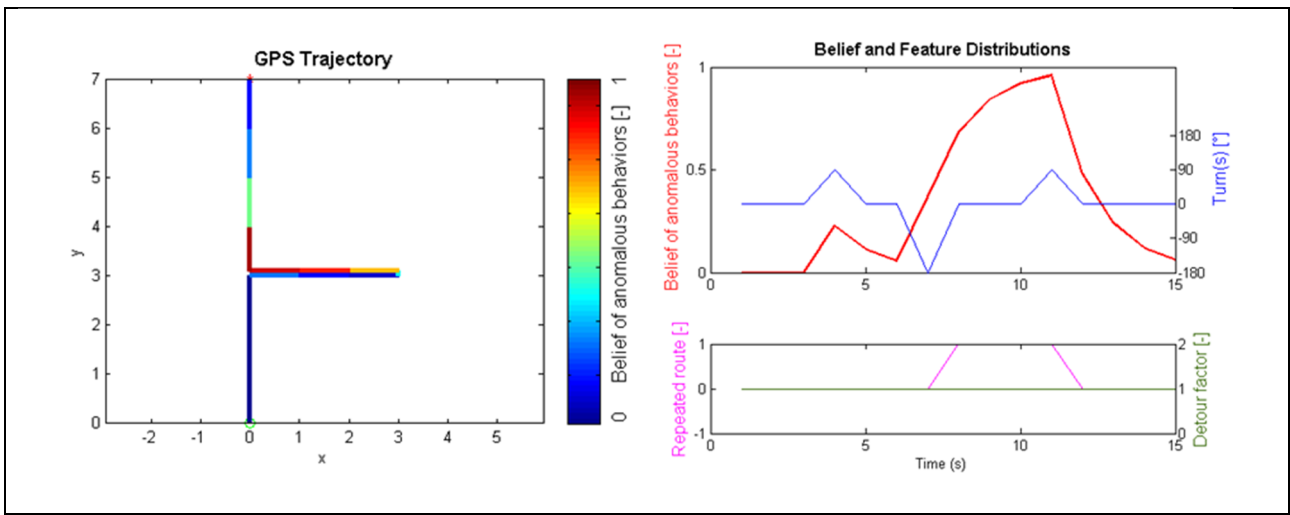 GPS Trajectory
7
6
5
4
3
2
1
0
y
-2 -1 0 1 2 3 4 5
x
1
Belief of anomalous behaviors [-]
0
Belief and Feature Distributions
Belief of anomalous behaviors [-]
1
0.5
0
0 5 10 15
180
90
0
-90
-180
Turn(s) [°]
Repeated route [-]
1
0
-1
0 5 10 15
Time (s)
2
1
0
Detour factor [-]